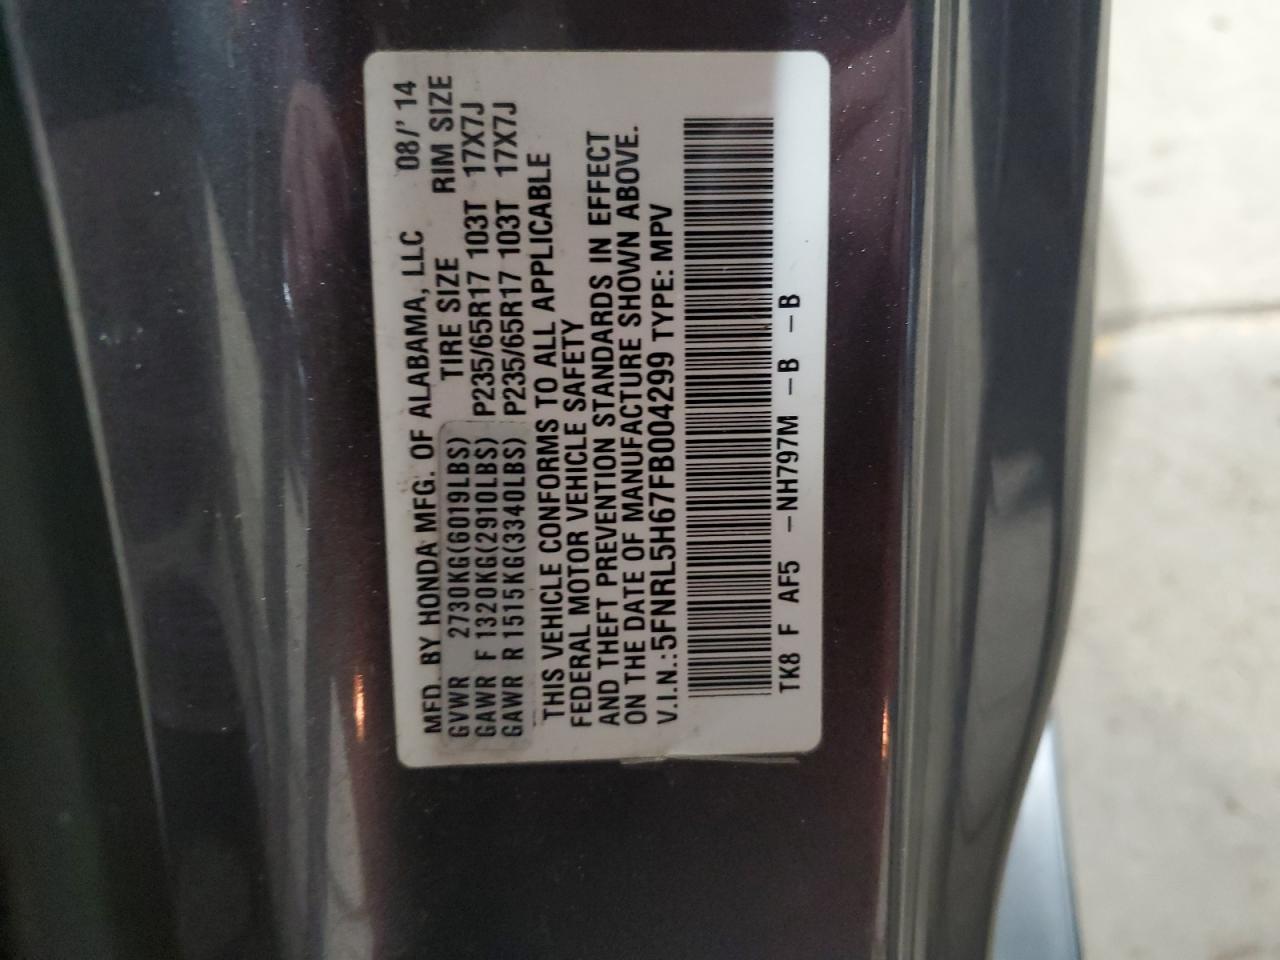 MFD. BY HONDA MFG. OF ALABAMA, LLC 08/'14
GVWR 2730KG(6019LBS) TIRE SIZE RIM SIZE
GAWR F 1320KG(2910LBS) P235/65R17 103T 17X7J
GAWR R 1515KG(3340LBS) P235/65R17 103T 17X7J
THIS VEHICLE CONFORMS TO ALL APPLICABLE
FEDERAL MOTOR VEHICLE SAFETY
AND THEFT PREVENTION STANDARDS IN EFFECT
ON THE DATE OF MANUFACTURE SHOWN ABOVE.
V.I.N.:5FNRL5H67FB004299 TYPE: MPV
TK8 F AF5 -NH797M -B -B